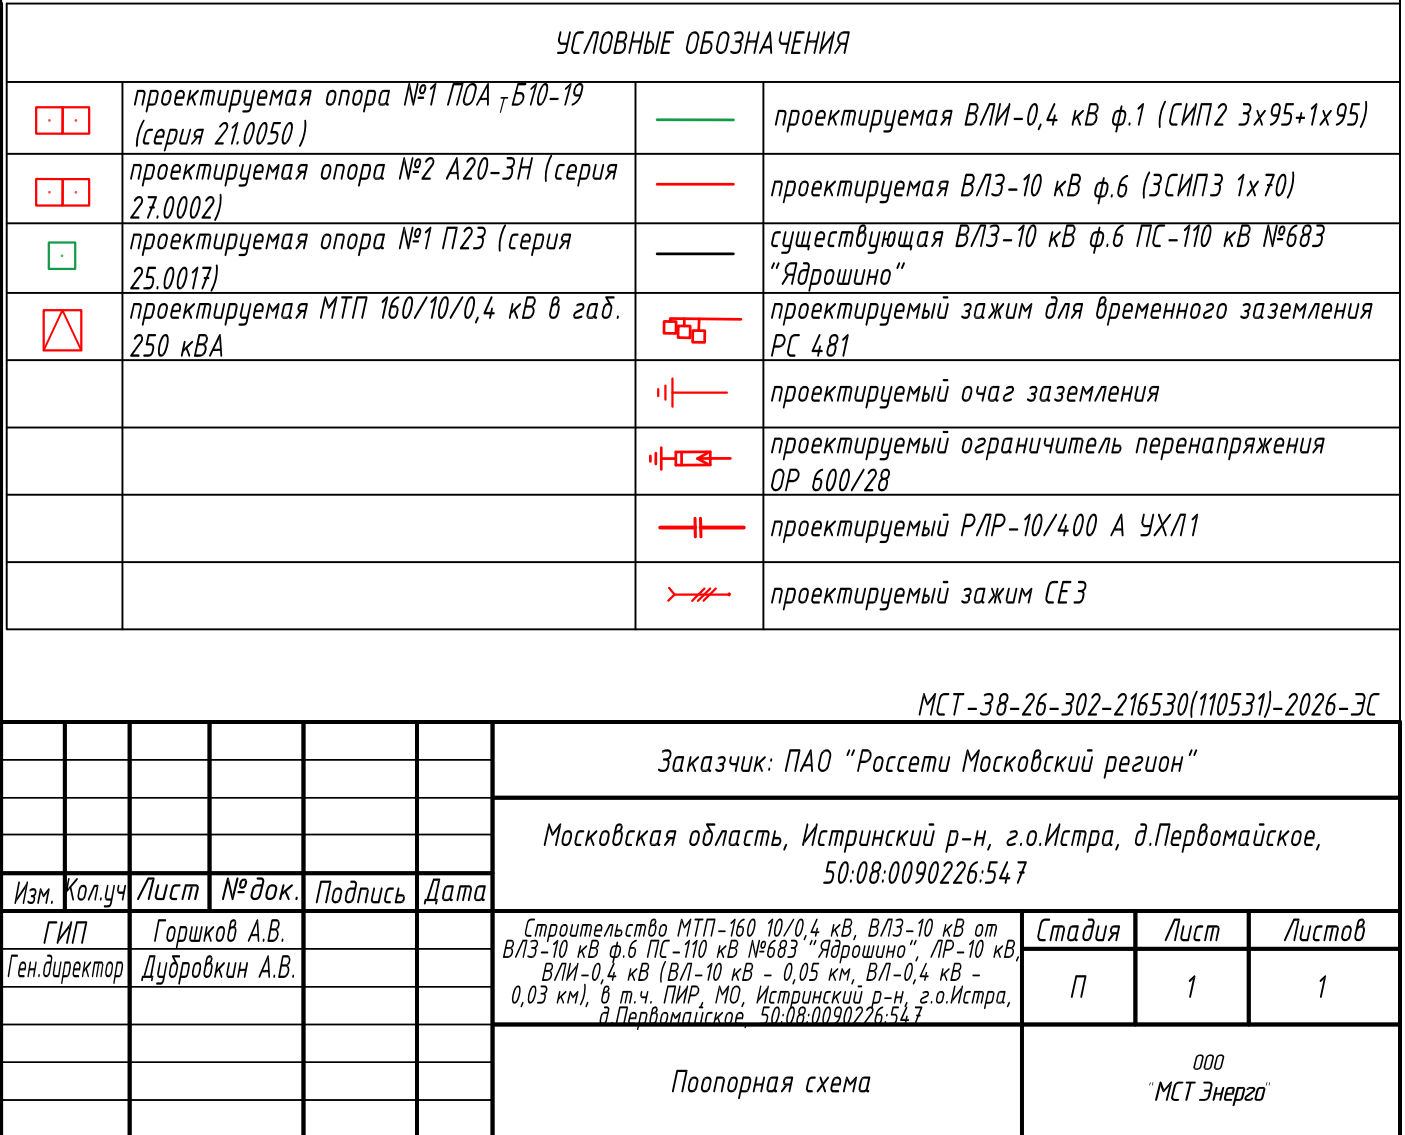 УСЛОВНЫЕ ОБОЗНАЧЕНИЯ
проектируемая опора №1 ПОАтБ10-19
(серия 21.0050)
проектируемая ВЛИ-0,4 кВ ф.1 (СИП2 3х95+1х95)
проектируемая опора №2 А20-3Н (серия
27.0002)
проектируемая ВЛЗ-10 кВ ф.6 (3СИП3 1х70)
проектируемая опора №1 П23 (серия
25.0017)
существующая ВЛЗ-10 кВ ф.6 ПС-110 кВ №683
"Ядрошино"
проектируемая МТП 160/10/0,4 кВ в габ.
250 кВА
проектируемый зажим для временного заземления
РС 481
проектируемый очаг заземления
проектируемый ограничитель перенапряжения
ОР 600/28
проектируемый РЛР-10/400 А УХЛ1
проектируемый зажим СЕ3
МСТ-38-26-302-216530(110531)-2026-ЭС
Заказчик: ПАО "Россети Московский регион"
Московская область, Истринский р-н, г.о.Истра, д.Первомайское,
50:08:0090226:547
Изм. Кол.уч Лист №док. Подпись Дата
ГИП Горшков А.В.
Ген.директор Дубровкин А.В.
Строительство МТП-160 10/0,4 кВ, ВЛЗ-10 кВ от
ВЛЗ-10 кВ ф.6 ПС-110 кВ №683 "Ядрошино", ЛР-10 кВ,
ВЛИ-0,4 кВ (ВЛ-10 кВ - 0,05 км, ВЛ-0,4 кВ -
0,03 км), в т.ч. ПИР, МО, Истринский р-н, г.о.Истра,
д.Первомайское, 50:08:0090226:547
Стадия Лист Листов
П 1 1
Поопорная схема
ООО
"МСТ Энерго"